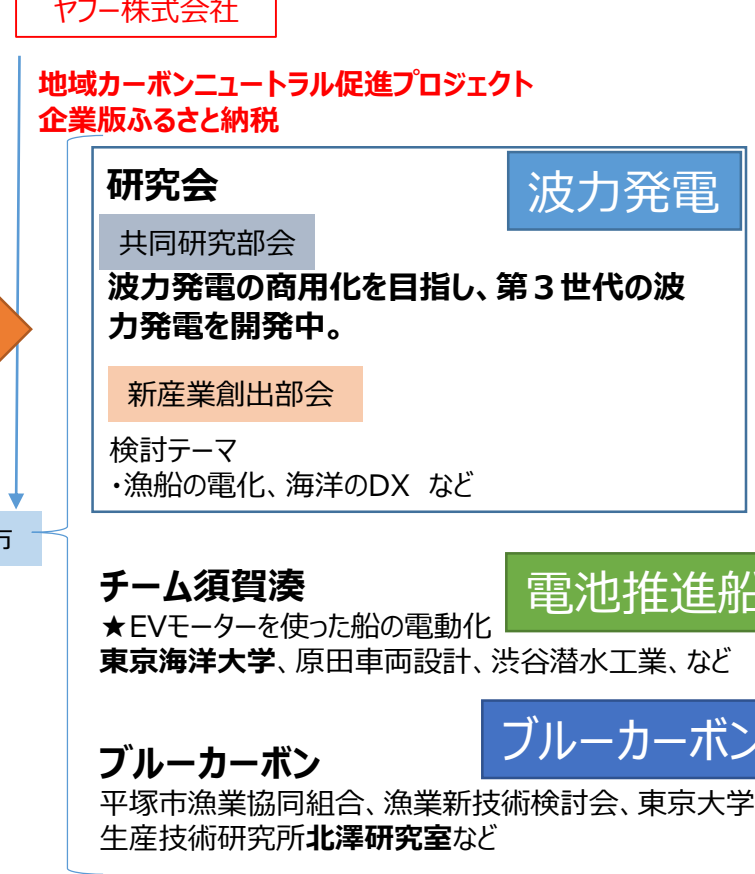 ヤフー株式会社
地域カーボンニュートラル促進プロジェクト
企業版ふるさと納税
研究会
波力発電
共同研究部会
波力発電の商用化を目指し、第３世代の波
力発電を開発中。
新産業創出部会
検討テーマ
・漁船の電化、海洋のDX など
市
チーム須賀湊
電池推進船
★EVモーターを使った船の電動化
東京海洋大学、原田車両設計、渋谷潜水工業、など
ブルーカーボン
ブルーカーボン
平塚市漁業協同組合、漁業新技術検討会、東京大学
生産技術研究所北澤研究室など